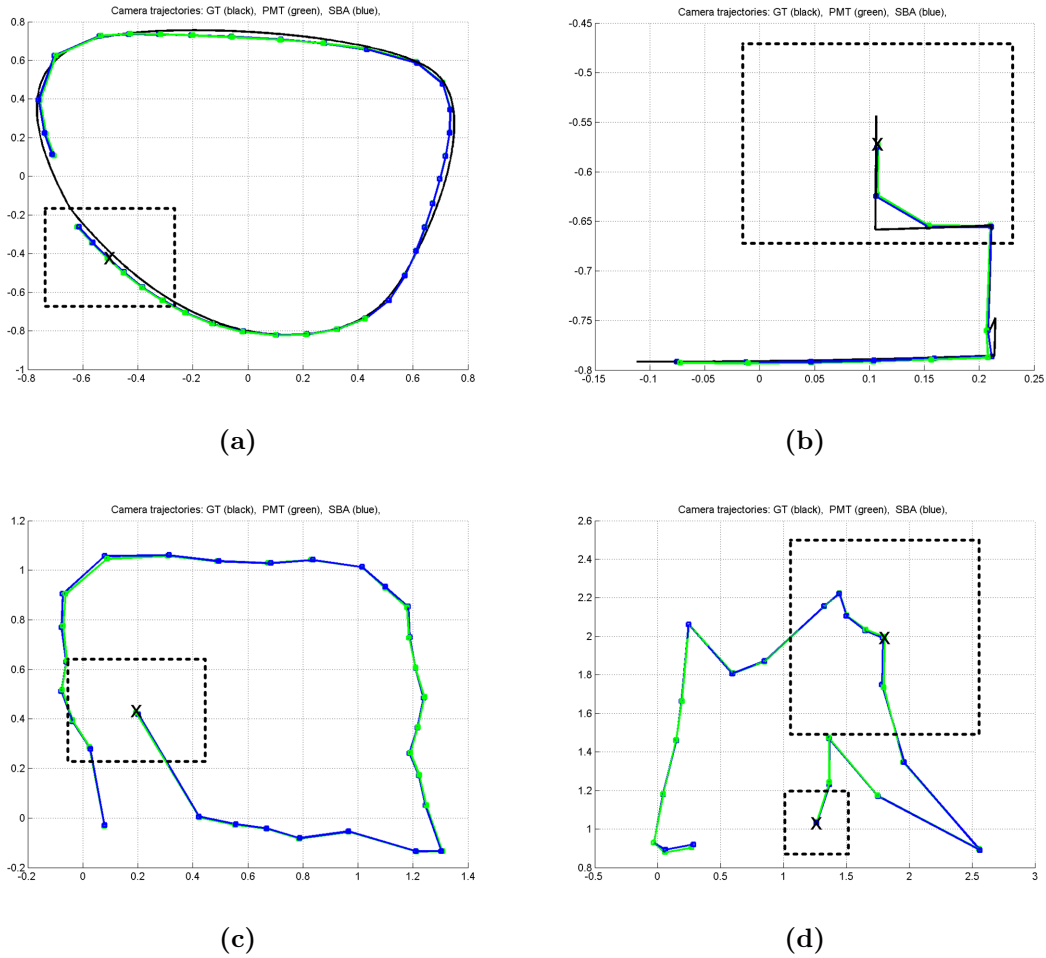 Camera trajectories: GT (black),  PMT (green),  SBA (blue),
0.8
0.6
0.4
0.2
0
-0.2
-0.4
-0.6
-0.8
-1
X
-0.8 -0.6 -0.4 -0.2 0 0.2 0.4 0.6 0.8
(a)
Camera trajectories: GT (black),  PMT (green),  SBA (blue),
-0.45
-0.5
-0.55
-0.6
-0.65
-0.7
-0.75
-0.8
X
-0.15 -0.1 -0.05 0 0.05 0.1 0.15 0.2 0.25
(b)
Camera trajectories: GT (black),  PMT (green),  SBA (blue),
1.2
1
0.8
0.6
0.4
0.2
0
-0.2
X
-0.2 0 0.2 0.4 0.6 0.8 1 1.2 1.4
(c)
Camera trajectories: GT (black),  PMT (green),  SBA (blue),
2.6
2.4
2.2
2
1.8
1.6
1.4
1.2
1
0.8
X
X
-0.5 0 0.5 1 1.5 2 2.5 3
(d)